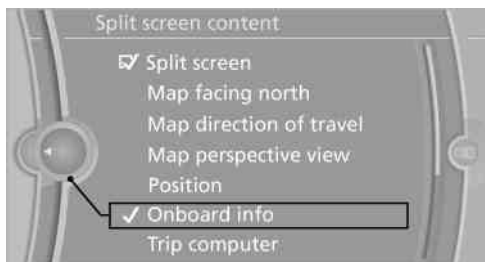 Split screen content
Split screen
Map facing north
Map direction of travel
Map perspective view
Position
Onboard info
Trip computer